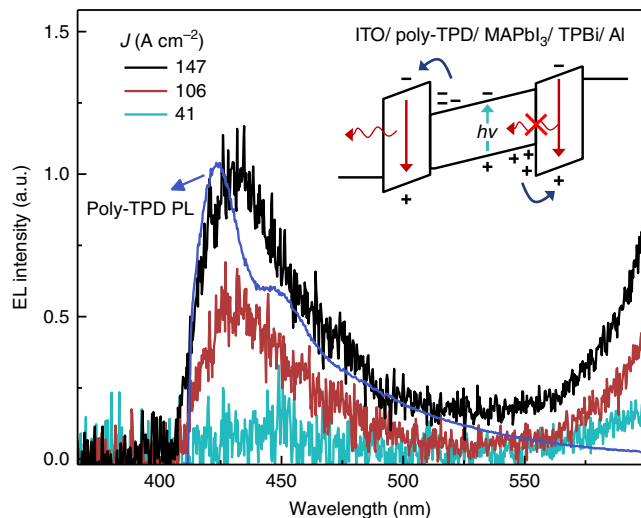 ITO/ poly-TPD/ MAPbI₃/ TPBi/ Al
J (A cm⁻²)
147
106
41
Poly-TPD PL
hv
− − − − − −
+ + + + + + +
EL intensity (a.u.)
1.5
1.0
0.5
0.0
400 450 500 550
Wavelength (nm)